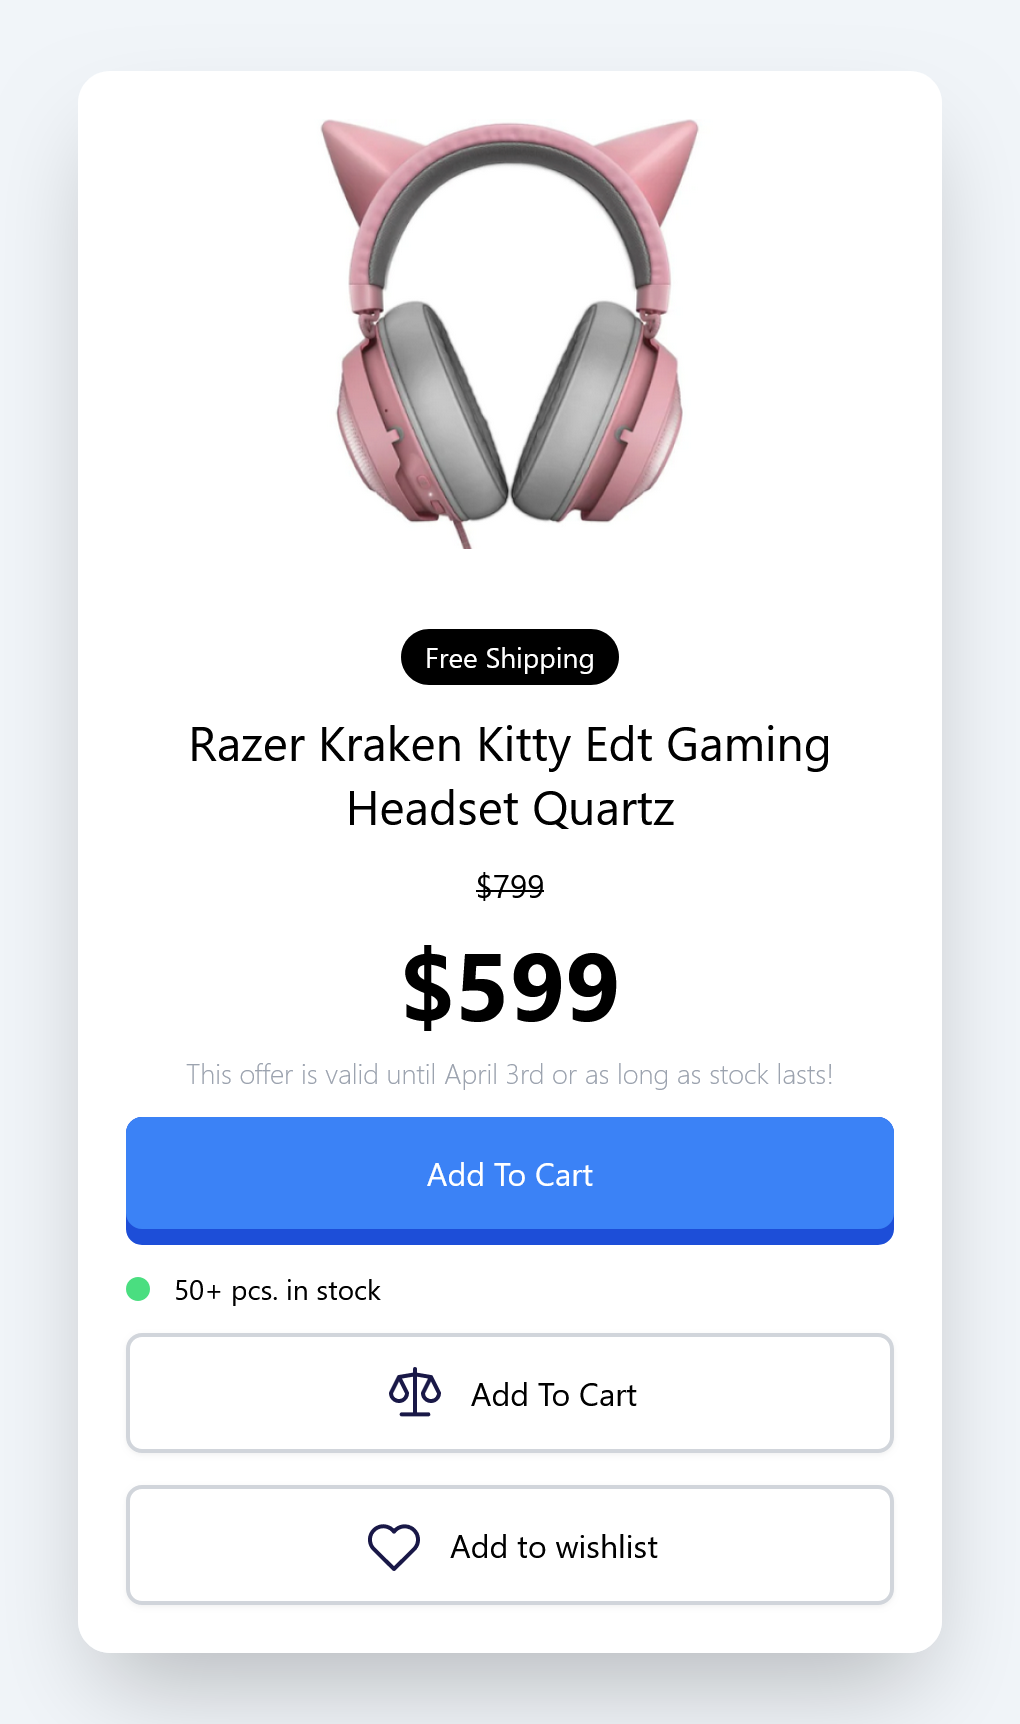 Free Shipping
Razer Kraken Kitty Edt Gaming
Headset Quartz
$799
$599
This offer is valid until April 3rd or as long as stock lasts!
Add To Cart
50+ pcs. in stock
Add To Cart
Add to wishlist